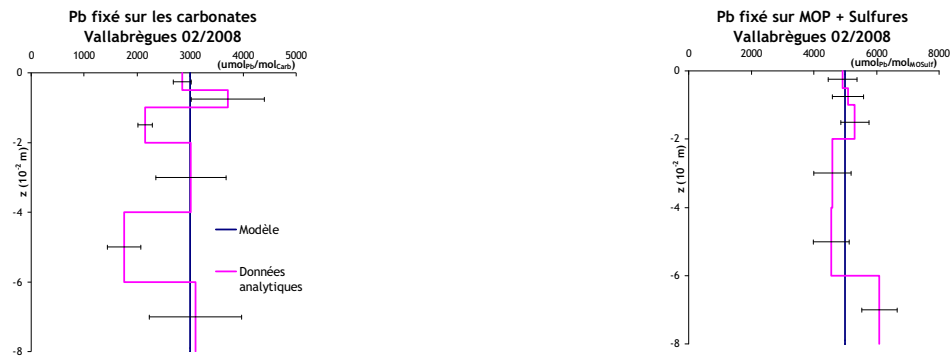 Pb fixé sur les carbonates
Vallabrègues 02/2008
0 1000 2000 3000 4000 5000
(umolPb/molCarb)
0
-2
-4
-6
-8
z (10-2 m)
Modèle
Données
analytiques
Pb fixé sur MOP + Sulfures
Vallabrègues 02/2008
0 2000 4000 6000 8000
(umolPb/molMOSulf)
0
-2
-4
-6
-8
z (10-2 m)